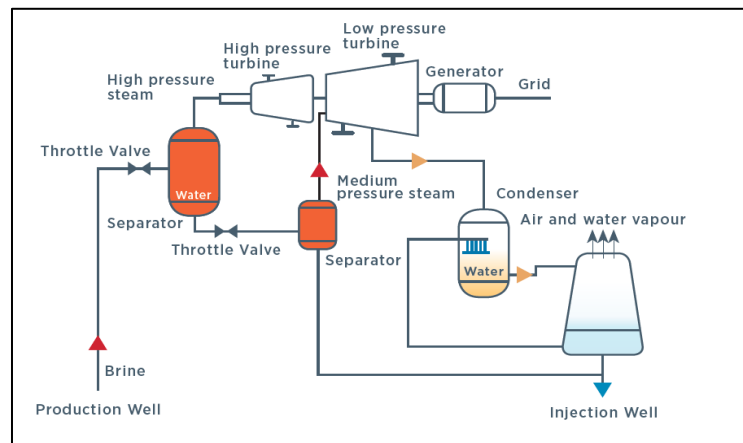 Low pressure
turbine
High pressure
turbine
Generator
High pressure
steam
Grid
Throttle Valve
Water
Medium
pressure steam
Condenser
Separator
Air and water vapour
Throttle Valve
Separator
Water
Brine
Production Well
Injection Well